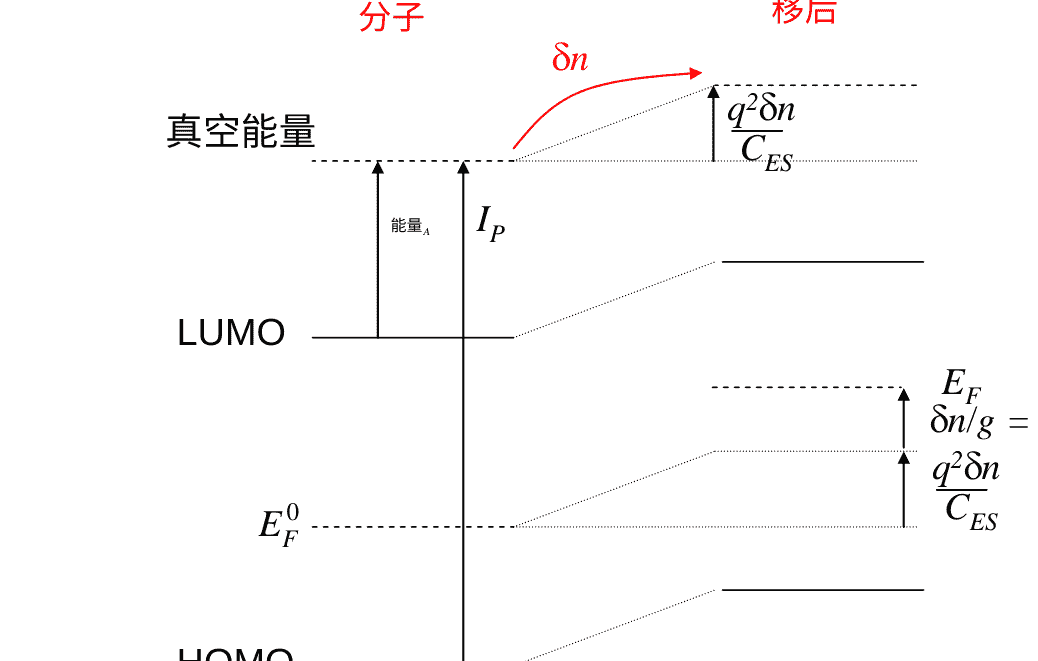 分子
移后
δn
真空能量
q²δn
C_ES
能量_A
I_P
LUMO
E_F
δn/g =
q²δn
C_ES
E_F^0
HOMO